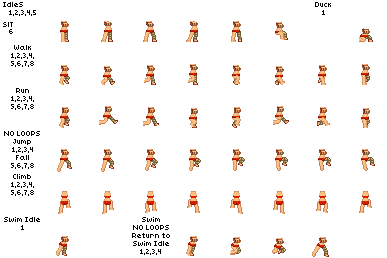 IdleS
1,2,3,4,5
Duck
1
SIT
6
Walk
1,2,3,4,
5,6,7,8
Run
1,2,3,4,
5,6,7,8
NO LOOPS
Jump
1,2,3,4
Fall
5,6,7,8
Climb
1,2,3,4,
5,6,7,8
Swim Idle
1
Swim
NO LOOPS
Return to
Swim Idle
1,2,3,4